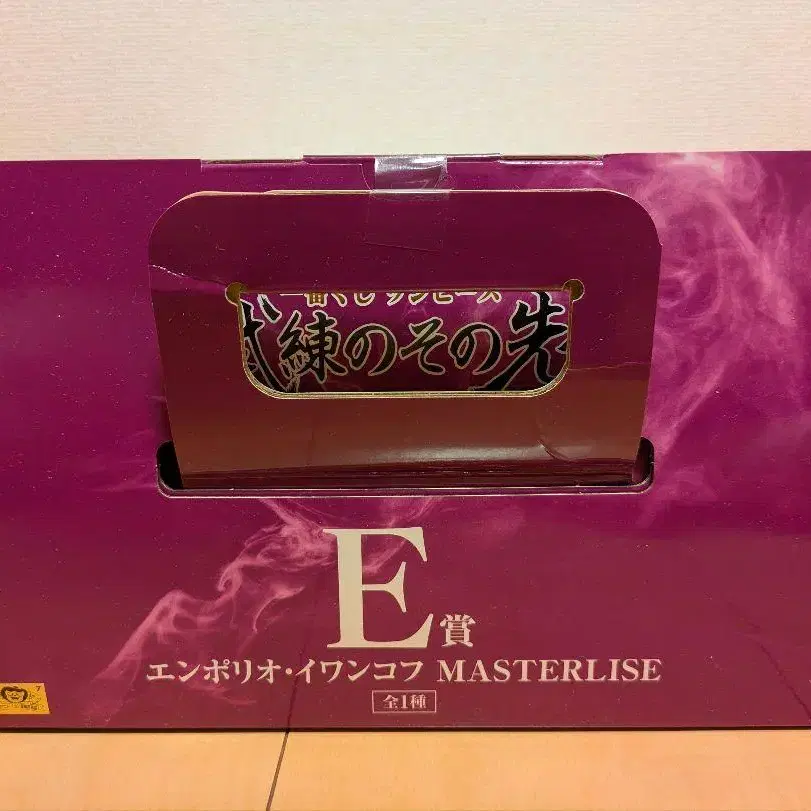 一番くじ ワンピース
試練のその先
E賞
エンポリオ・イワンコフ MASTERLISE
全1種